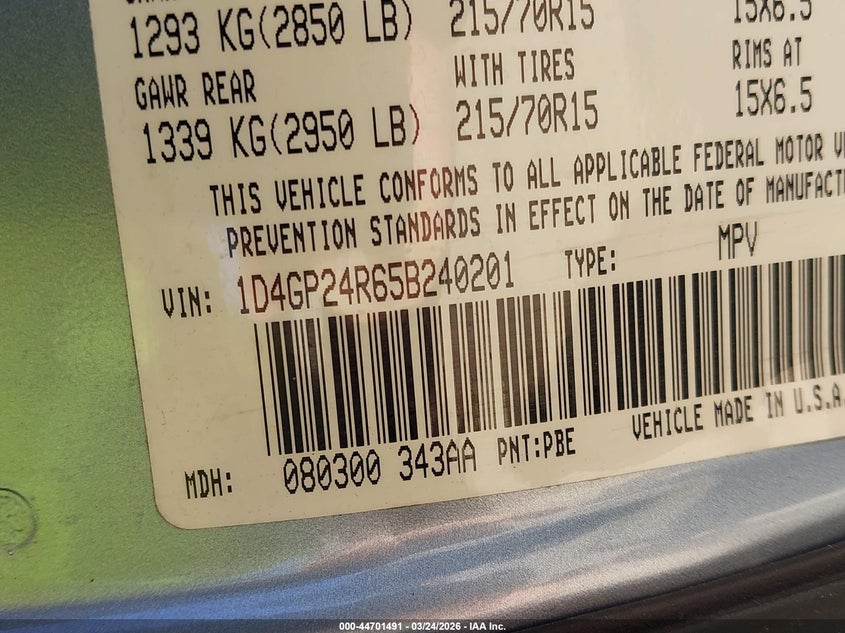 1293 KG(2850 LB) 215/70R15 15X6.5
GAWR REAR WITH TIRES RIMS AT
1339 KG(2950 LB) 215/70R15 15X6.5
THIS VEHICLE CONFORMS TO ALL APPLICABLE FEDERAL MOTOR
PREVENTION STANDARDS IN EFFECT ON THE DATE OF
VIN: 1D4GP24R65B240201 TYPE: MPV
MDH: 080300 343AA PNT:PBE VEHICLE MADE IN U.S.A.
000-44701491 - 03/24/2026 - IAA Inc.